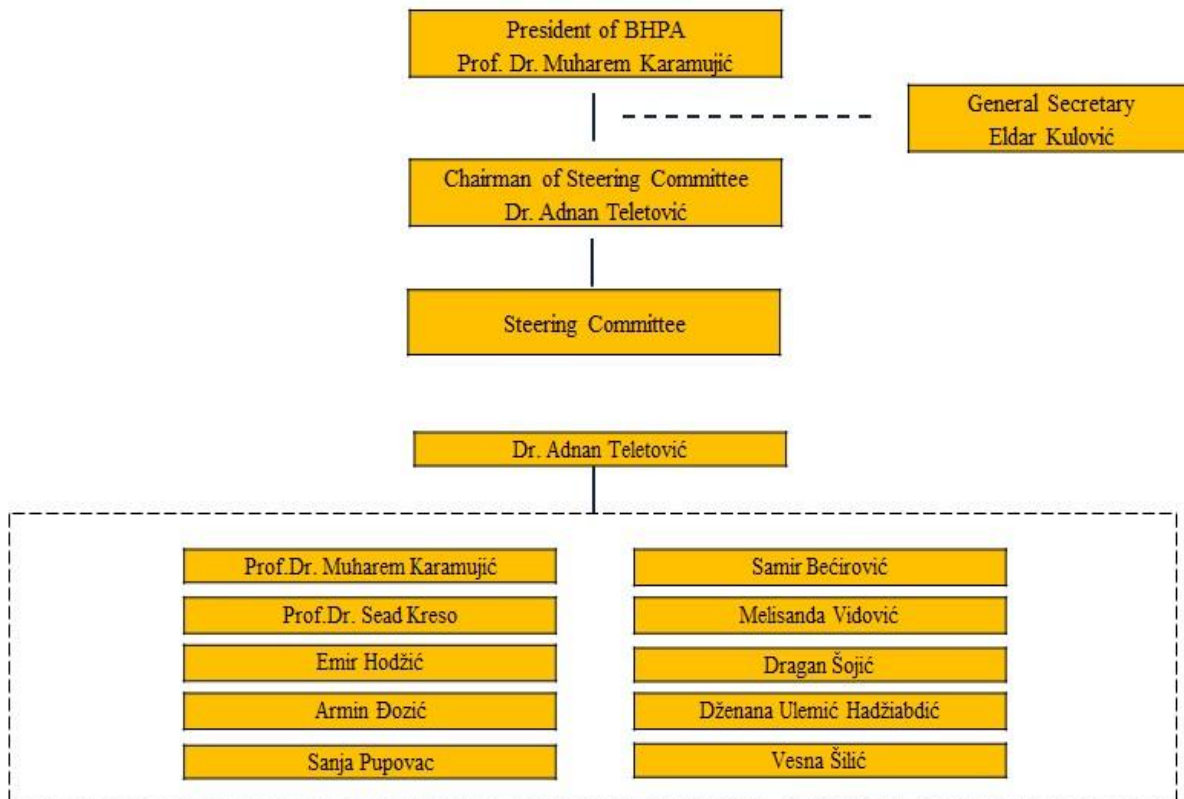 President of BHPA
Prof. Dr. Muharem Karamujić
General Secretary
Eldar Kulović
Chairman of Steering Committee
Dr. Adnan Teletović
Steering Committee
Dr. Adnan Teletović
Prof.Dr. Muharem Karamujić
Prof.Dr. Sead Kreso
Emir Hodžić
Armin Đozić
Sanja Pupovac
Samir Bećirović
Melisanda Vidović
Dragan Šojić
Dženana Ulemić Hadžiabdić
Vesna Šilić